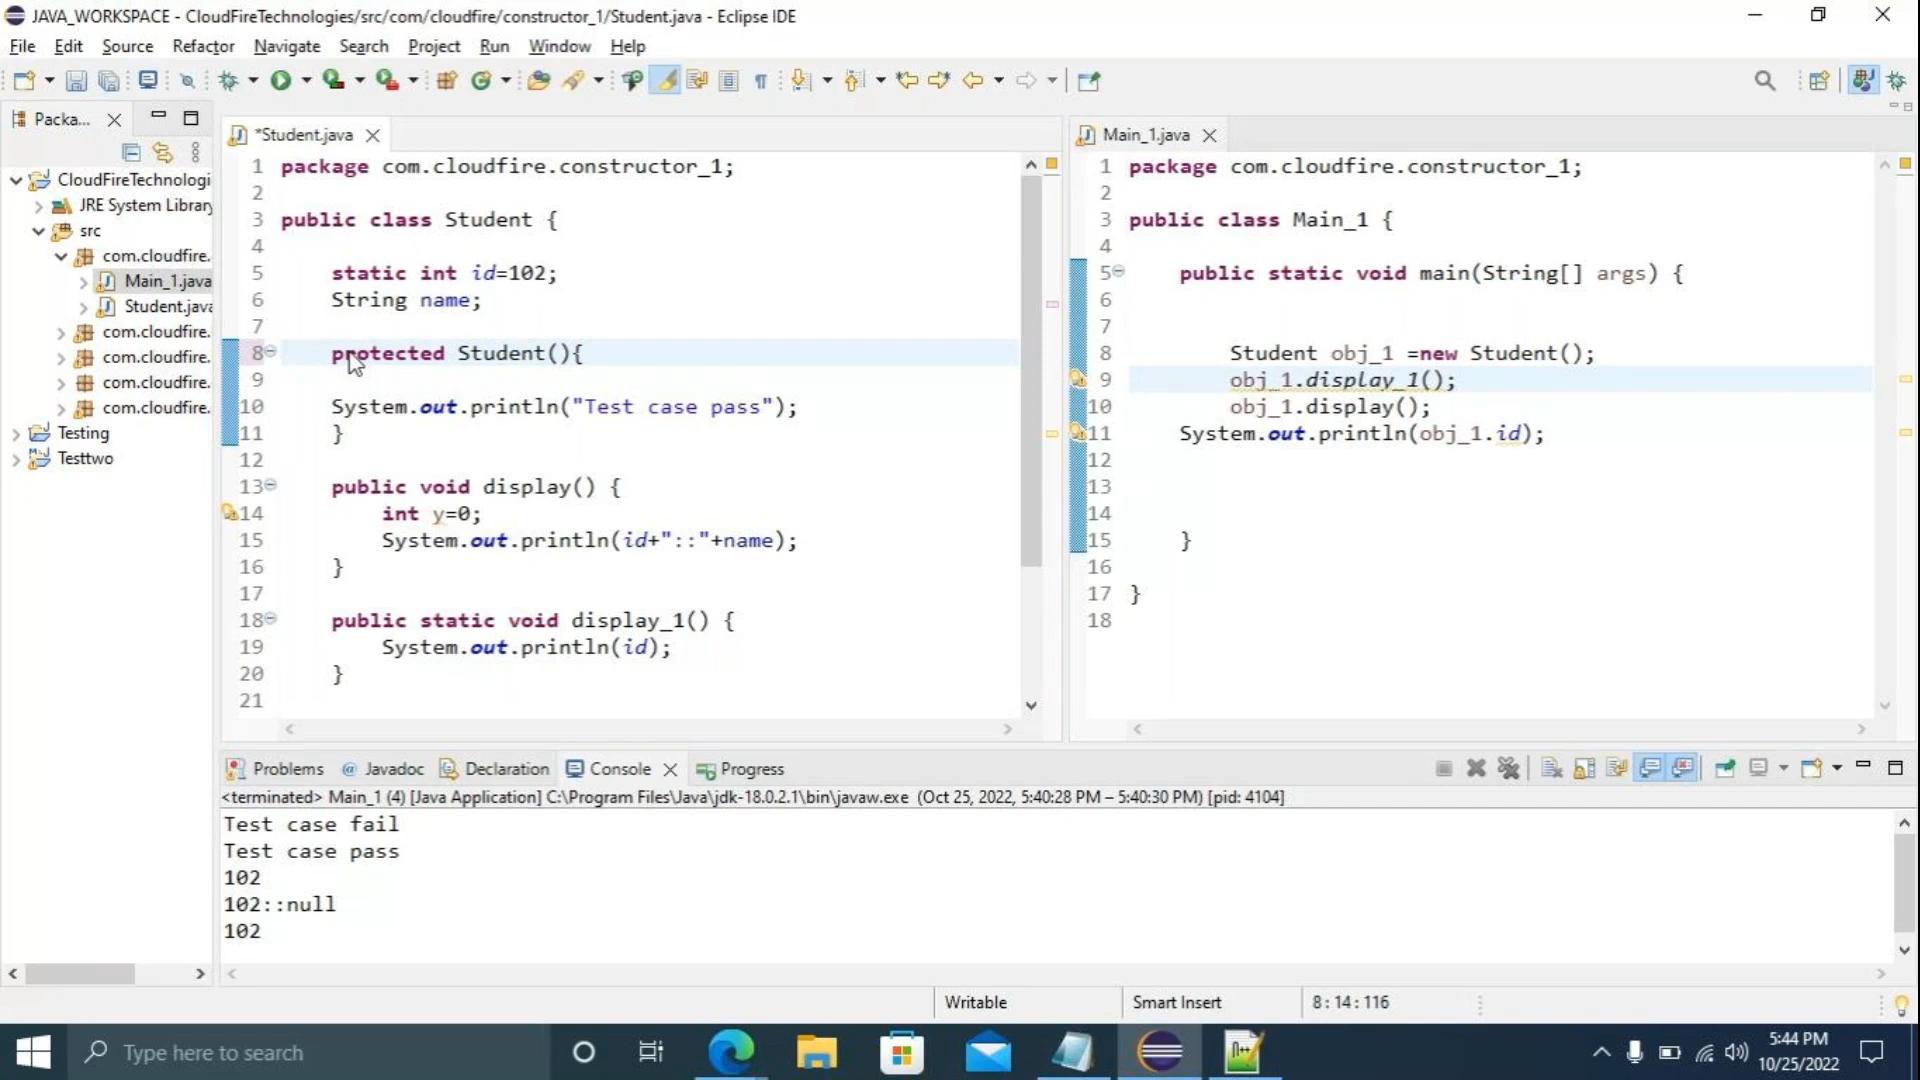 JAVA_WORKSPACE - CloudFireTechnologies/src/com/cloudfire/constructor_1/Student.java - Eclipse IDE
File Edit Source Refactor Navigate Search Project Run Window Help
Packa...
CloudFireTechnologi
JRE System Library
src
com.cloudfire.
Main_1.java
Student.java
com.cloudfire.
com.cloudfire.
com.cloudfire.
com.cloudfire.
Testing
Testtwo
*Student.java
1 package com.cloudfire.constructor_1;
2
3 public class Student {
4
5 static int id=102;
6 String name;
7
8 protected Student(){
9
10 System.out.println("Test case pass");
11 }
12
13 public void display() {
14 int y=0;
15 System.out.println(id+"::"+name);
16 }
17
18 public static void display_1() {
19 System.out.println(id);
20 }
21
Main_1.java
1 package com.cloudfire.constructor_1;
2
3 public class Main_1 {
4
5 public static void main(String[] args) {
6
7
8 Student obj_1 =new Student();
9 obj_1.display_1();
10 obj_1.display();
11 System.out.println(obj_1.id);
12
13
14
15 }
16
17 }
18
Problems Javadoc Declaration Console Progress
<terminated> Main_1 (4) [Java Application] C:\Program Files\Java\jdk-18.0.2.1\bin\javaw.exe (Oct 25, 2022, 5:40:28 PM – 5:40:30 PM) [pid: 4104]
Test case fail
Test case pass
102
102::null
102
Writable Smart Insert 8 : 14 : 116
Type here to search
5:44 PM
10/25/2022